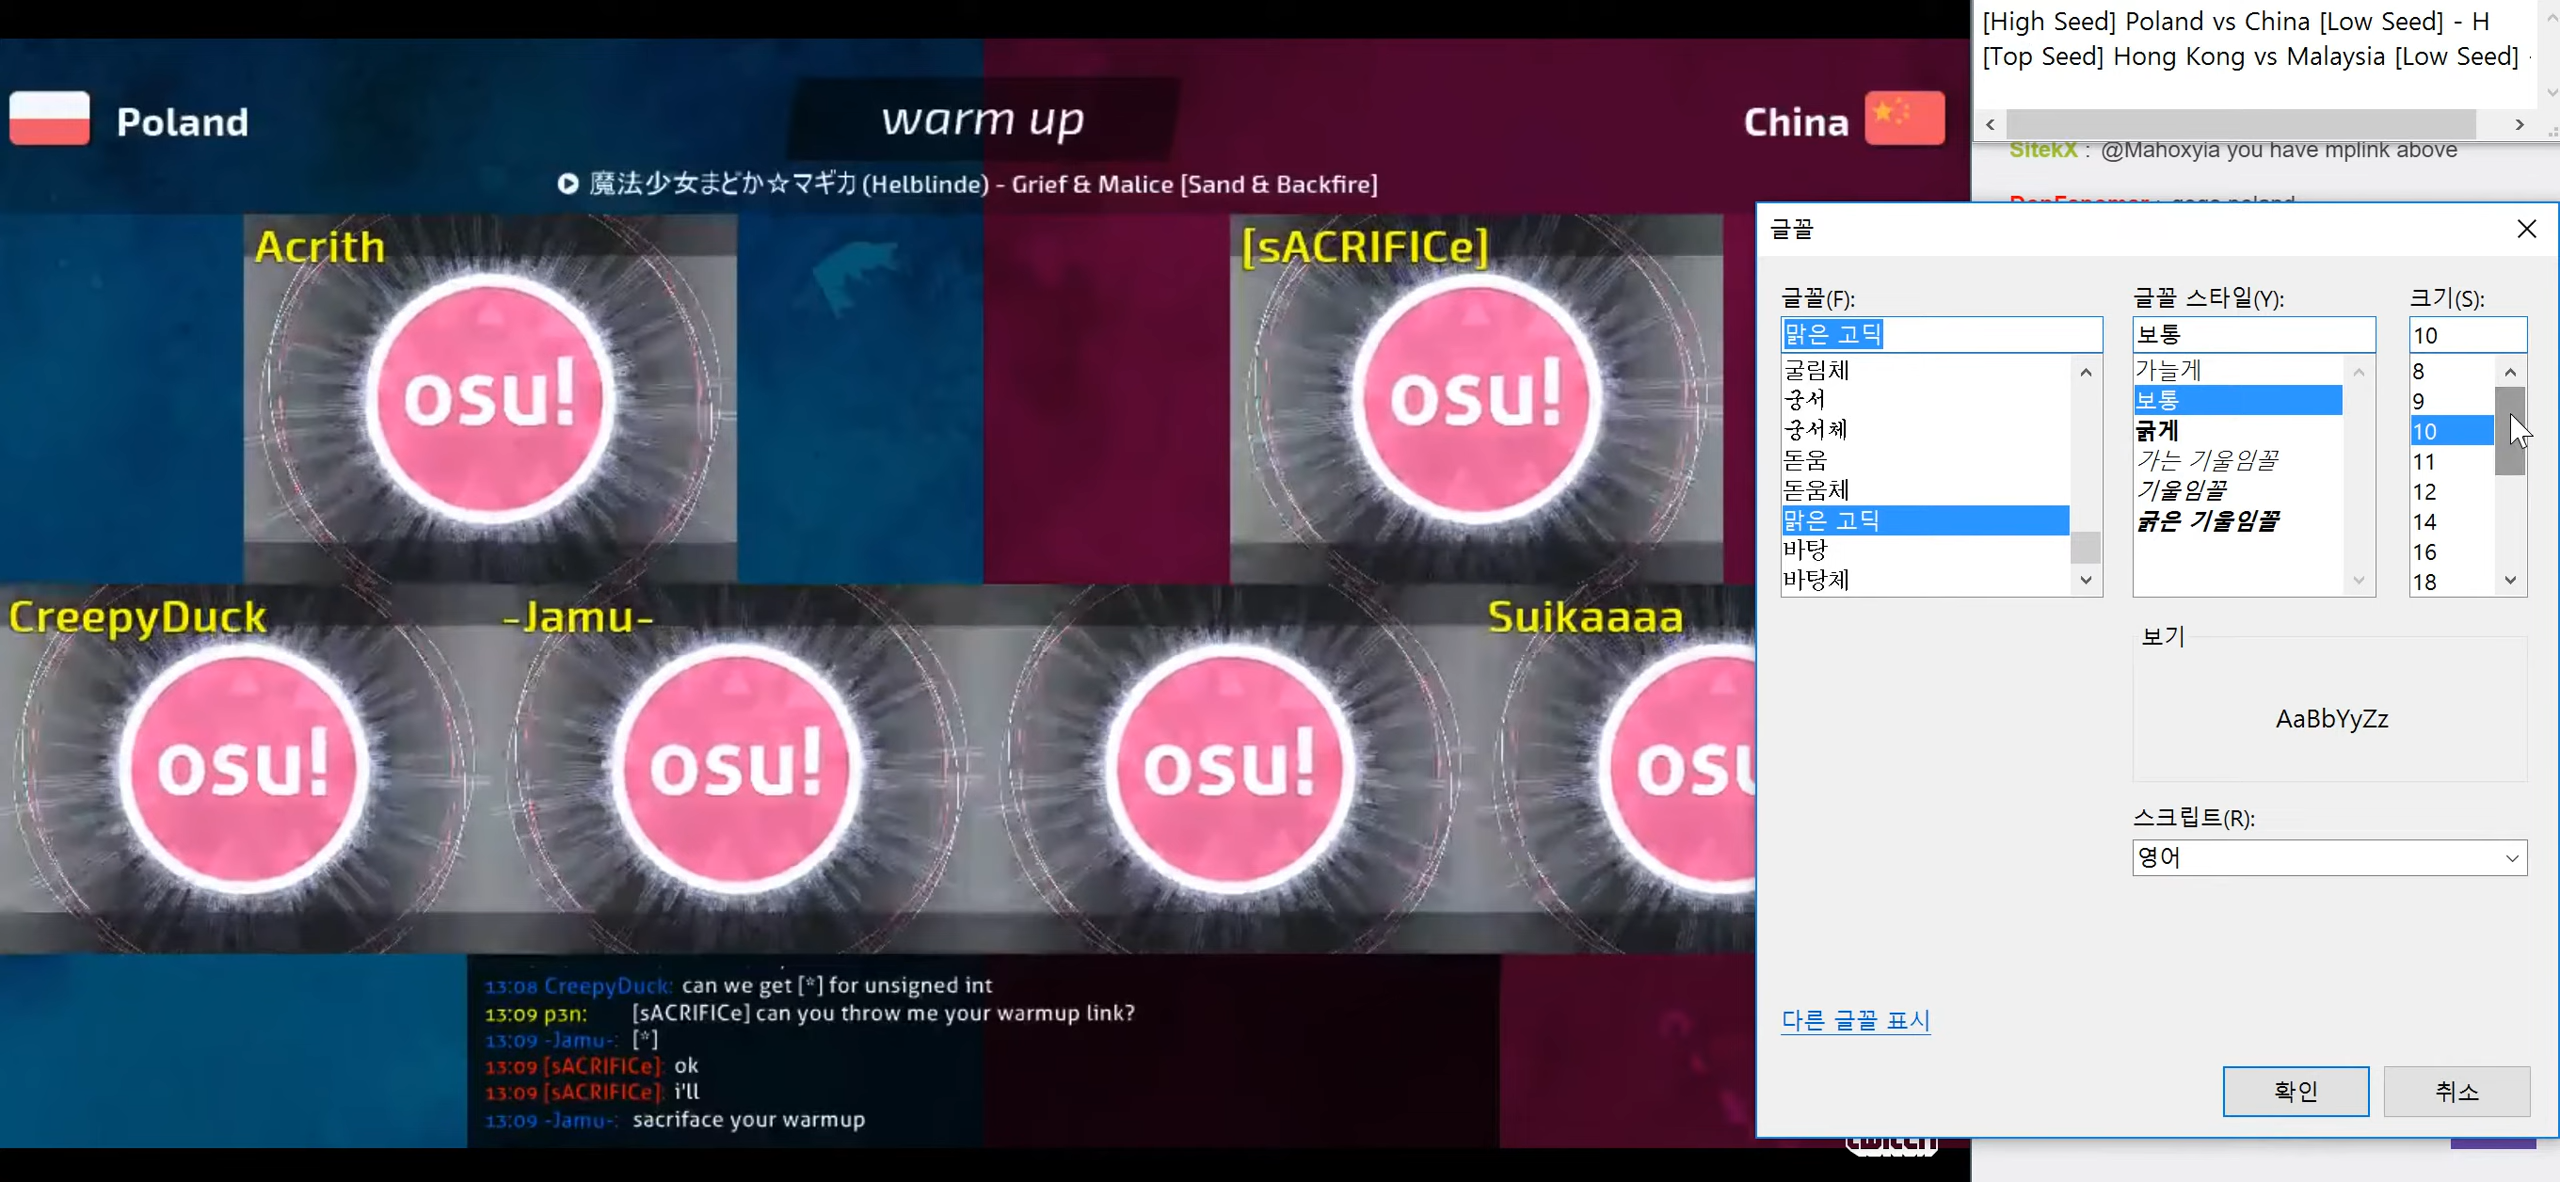 Poland
warm up
China
魔法少女まどか☆マギカ (Helblinde) - Grief & Malice [Sand & Backfire]
Acrith
[sACRIFICe]
osu!
osu!
CreepyDuck
-Jamu-
Suikaaaa
osu!
osu!
osu!
osu
13:08 CreepyDuck: can we get [*] for unsigned int
13:09 p3n: [sACRIFICe] can you throw me your warmup link?
13:09 -Jamu-: [*]
13:09 [sACRIFICe]: ok
13:09 [sACRIFICe]: i'll
13:09 -Jamu-: sacriface your warmup
twitch
[High Seed] Poland vs China [Low Seed] - H
[Top Seed] Hong Kong vs Malaysia [Low Seed] -
SitekX : @Mahoxyia you have mplink above
글꼴
글꼴(F):
맑은 고딕
굴림체
궁서
궁서체
돋움
돋움체
맑은 고딕
바탕
바탕체
글꼴 스타일(Y):
보통
가늘게
보통
굵게
가는 기울임꼴
기울임꼴
굵은 기울임꼴
크기(S):
10
8
9
10
11
12
14
16
18
보기
AaBbYyZz
스크립트(R):
영어
다른 글꼴 표시
확인
취소